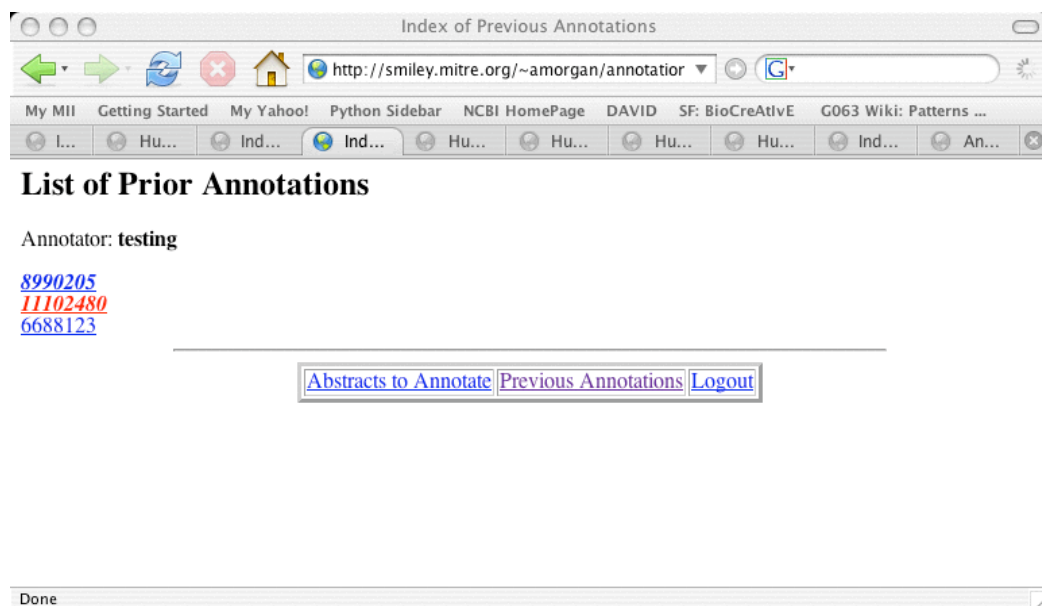 Index of Previous Annotations
http://smiley.mitre.org/~amorgan/annotatior G
My MII Getting Started My Yahoo! Python Sidebar NCBI HomePage DAVID SF: BioCreAtIvE G063 Wiki: Patterns ...
I... Hu... Ind... Ind... Hu... Hu... Hu... Hu... Ind... An...
List of Prior Annotations
Annotator: testing
8990205
11102480
6688123
Abstracts to Annotate Previous Annotations Logout
Done